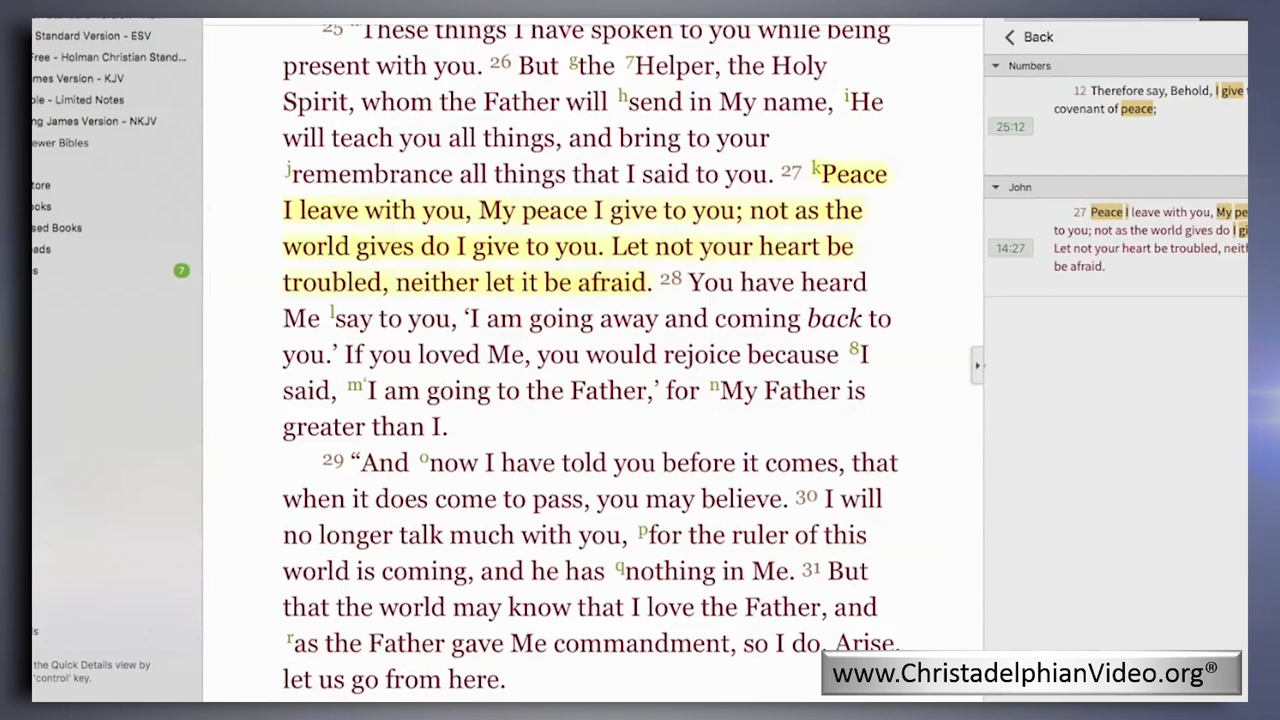 Standard Version - ESV
Free - Holman Christian Stand...
mes Version - KJV
ble - Limited Notes
ng James Version - NKJV
ewer Bibles
tore
oks
sed Books
ads
s
7
s
the Quick Details view by
'control' key.
25 “These things I have spoken to you while being
present with you. 26 But gthe 7Helper, the Holy
Spirit, whom the Father will hsend in My name, iHe
will teach you all things, and bring to your
jremembrance all things that I said to you. 27 kPeace
I leave with you, My peace I give to you; not as the
world gives do I give to you. Let not your heart be
troubled, neither let it be afraid. 28 You have heard
Me lsay to you, ‘I am going away and coming back to
you.’ If you loved Me, you would rejoice because 8I
said, m‘I am going to the Father,’ for nMy Father is
greater than I.
29 “And onow I have told you before it comes, that
when it does come to pass, you may believe. 30 I will
no longer talk much with you, pfor the ruler of this
world is coming, and he has qnothing in Me. 31 But
that the world may know that I love the Father, and
ras the Father gave Me commandment, so I do. Arise,
let us go from here.
Back
Numbers
12 Therefore say, Behold, I give
covenant of peace;
25:12
John
27 Peace I leave with you, My pe
to you; not as the world gives do I g
Let not your heart be troubled, neit
be afraid.
14:27
www.ChristadelphianVideo.org®